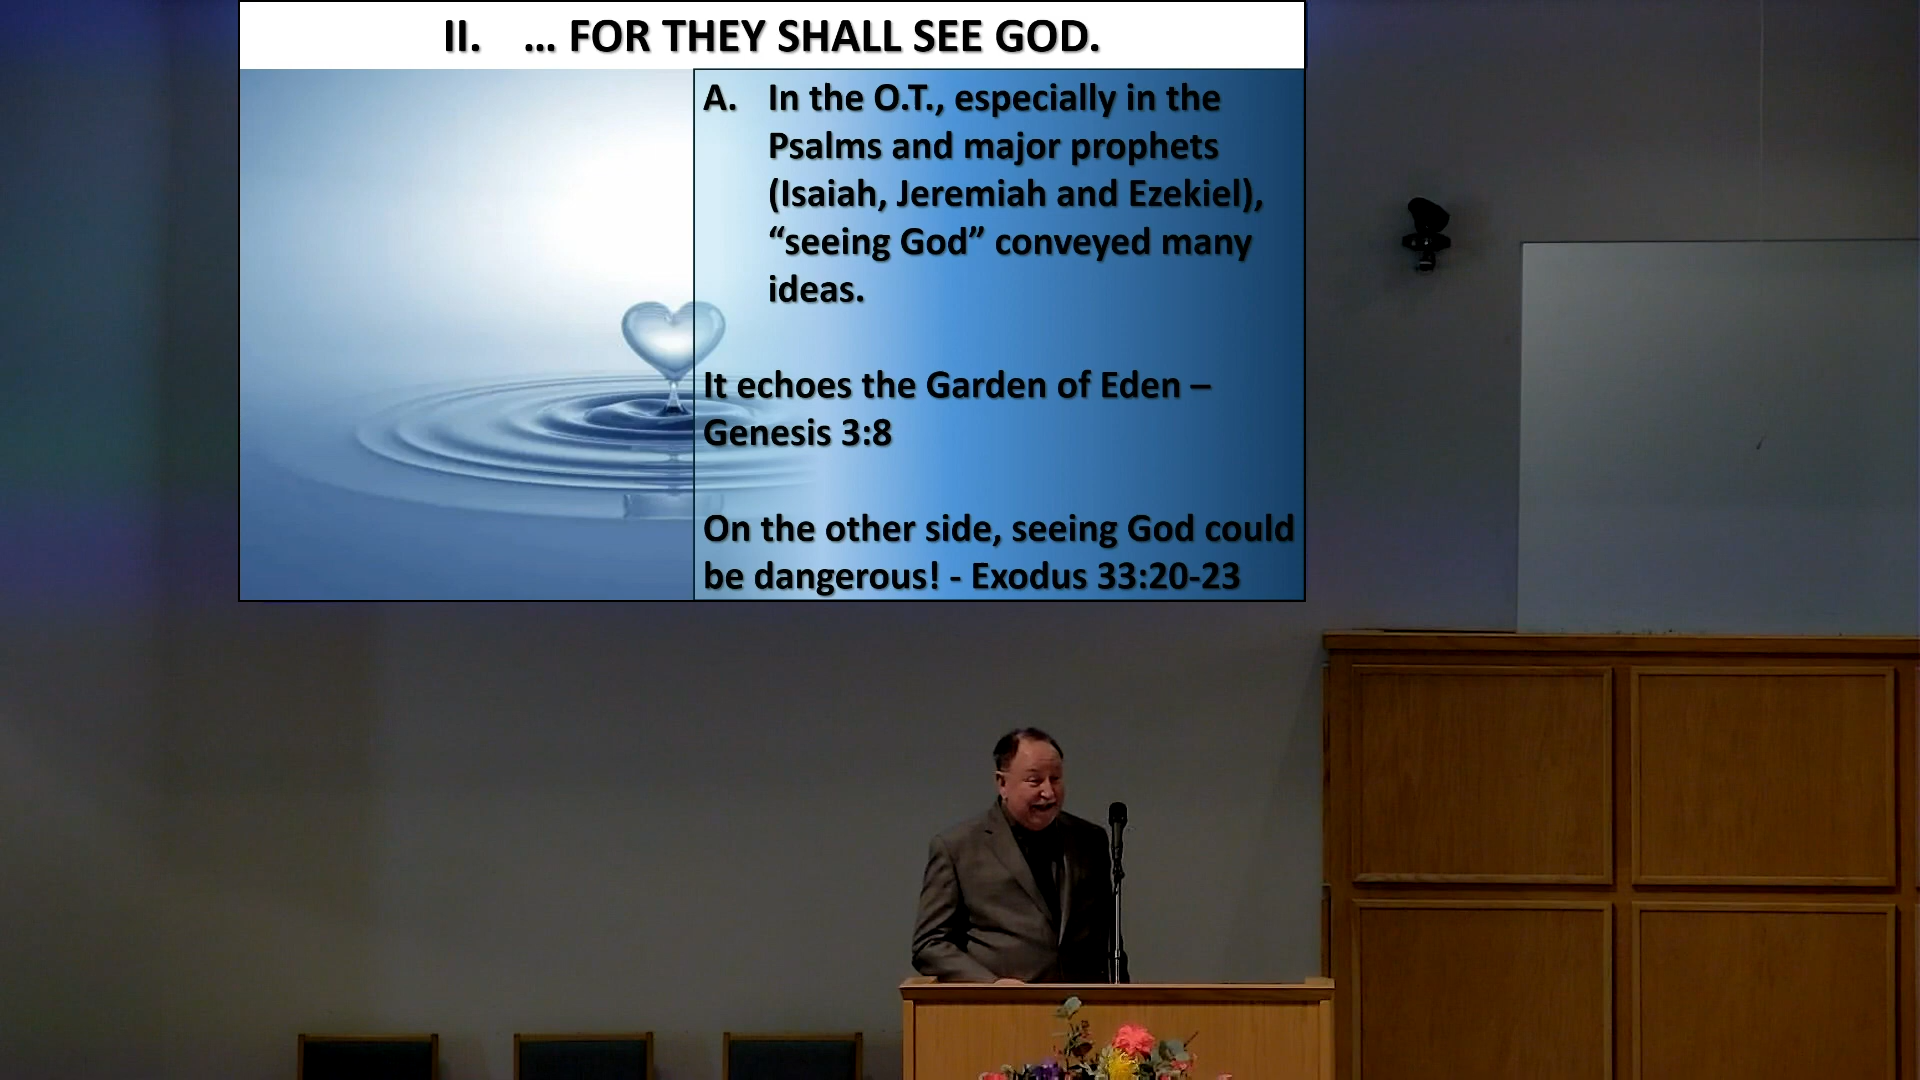 II. … FOR THEY SHALL SEE GOD.
A. In the O.T., especially in the
Psalms and major prophets
(Isaiah, Jeremiah and Ezekiel),
“seeing God” conveyed many
ideas.
It echoes the Garden of Eden –
Genesis 3:8
On the other side, seeing God could
be dangerous! - Exodus 33:20-23